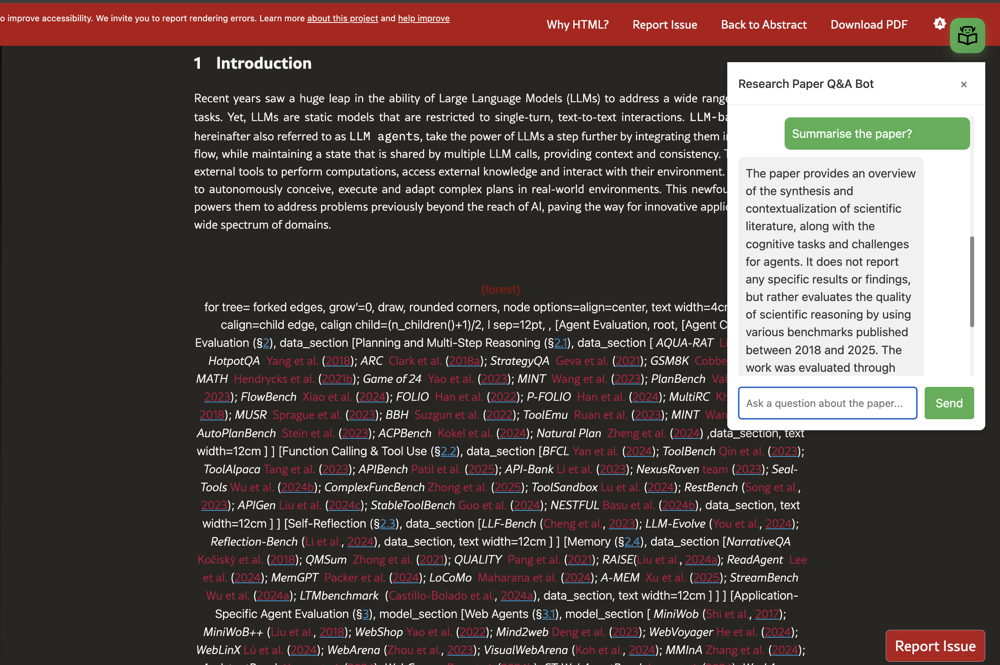 o improve accessibility. We invite you to report rendering errors. Learn more about this project and help improve
Why HTML?
Report Issue
Back to Abstract
Download PDF
A
1 Introduction
Recent years saw a huge leap in the ability of Large Language Models (LLMs) to address a wide range
tasks. Yet, LLMs are static models that are restricted to single-turn, text-to-text interactions. LLM-ba
hereinafter also referred to as LLM agents, take the power of LLMs a step further by integrating them i
flow, while maintaining a state that is shared by multiple LLM calls, providing context and consistency.
external tools to perform computations, access external knowledge and interact with their environment.
to autonomously conceive, execute and adapt complex plans in real-world environments. This newfou
powers them to address problems previously beyond the reach of AI, paving the way for innovative applic
wide spectrum of domains.
{forest}
for tree= forked edges, grow'=0, draw, rounded corners, node options=align=center, text width=4cm
calign=child edge, calign child=(n_children()+1)/2, l sep=12pt, , [Agent Evaluation, root, [Agent C
Evaluation (§2), data_section [Planning and Multi-Step Reasoning (§2.1), data_section [ AQUA-RAT Li
HotpotQA Yang et al. (2018); ARC Clark et al. (2018a); StrategyQA Geva et al. (2021); GSM8K Cobbe
MATH Hendrycks et al. (2021b); Game of 24 Yao et al. (2023); MINT Wang et al. (2023); PlanBench Val
2023); FlowBench Xiao et al. (2024); FOLIO Han et al. (2022); P-FOLIO Han et al. (2024); MultiRC Kh
2018); MUSR Sprague et al. (2023); BBH Suzgun et al. (2022); ToolEmu Ruan et al. (2023); MINT Wan
AutoPlanBench Stein et al. (2023); ACPBench Kokel et al. (2024); Natural Plan Zheng et al. (2024) ,data_section, text
width=12cm ] ] [Function Calling & Tool Use (§2.2), data_section [BFCL Yan et al. (2024); ToolBench Qin et al. (2023);
ToolAlpaca Tang et al. (2023); APIBench Patil et al. (2025); API-Bank Li et al. (2023); NexusRaven team (2023); Seal-
Tools Wu et al. (2024b); ComplexFuncBench Zhong et al. (2025); ToolSandbox Lu et al. (2024); RestBench (Song et al.,
2023); APIGen Liu et al. (2024c); StableToolBench Guo et al. (2024); NESTFUL Basu et al. (2024b), data_section, text
width=12cm ] ] [Self-Reflection (§2.3), data_section [LLF-Bench (Cheng et al., 2023); LLM-Evolve (You et al., 2024);
Reflection-Bench (Li et al., 2024), data_section, text width=12cm ] ] [Memory (§2.4), data_section [NarrativeQA
Kočiskỳ et al. (2018); QMSum Zhong et al. (2021); QUALITY Pang et al. (2021); RAISE(Liu et al., 2024a); ReadAgent Lee
et al. (2024); MemGPT Packer et al. (2024); LoCoMo Maharana et al. (2024); A-MEM Xu et al. (2025); StreamBench
Wu et al. (2024a); LTMbenchmark (Castillo-Bolado et al., 2024a), data_section, text width=12cm ] ] ] [Application-
Specific Agent Evaluation (§3), model_section [Web Agents (§3.1), model_section [ MiniWob (Shi et al., 2017);
MiniWoB++ (Liu et al., 2018); WebShop Yao et al. (2022); Mind2web Deng et al. (2023); WebVoyager He et al. (2024);
WebLinX Lù et al. (2024); WebArena (Zhou et al., 2023); VisualWebArena (Koh et al., 2024); MMInA Zhang et al. (2024);
Research Paper Q&A Bot
×
Summarise the paper?
The paper provides an overview
of the synthesis and
contextualization of scientific
literature, along with the
cognitive tasks and challenges
for agents. It does not report
any specific results or findings,
but rather evaluates the quality
of scientific reasoning by using
various benchmarks published
between 2018 and 2025. The
work was evaluated through
Ask a question about the paper...
Send
Report Issue